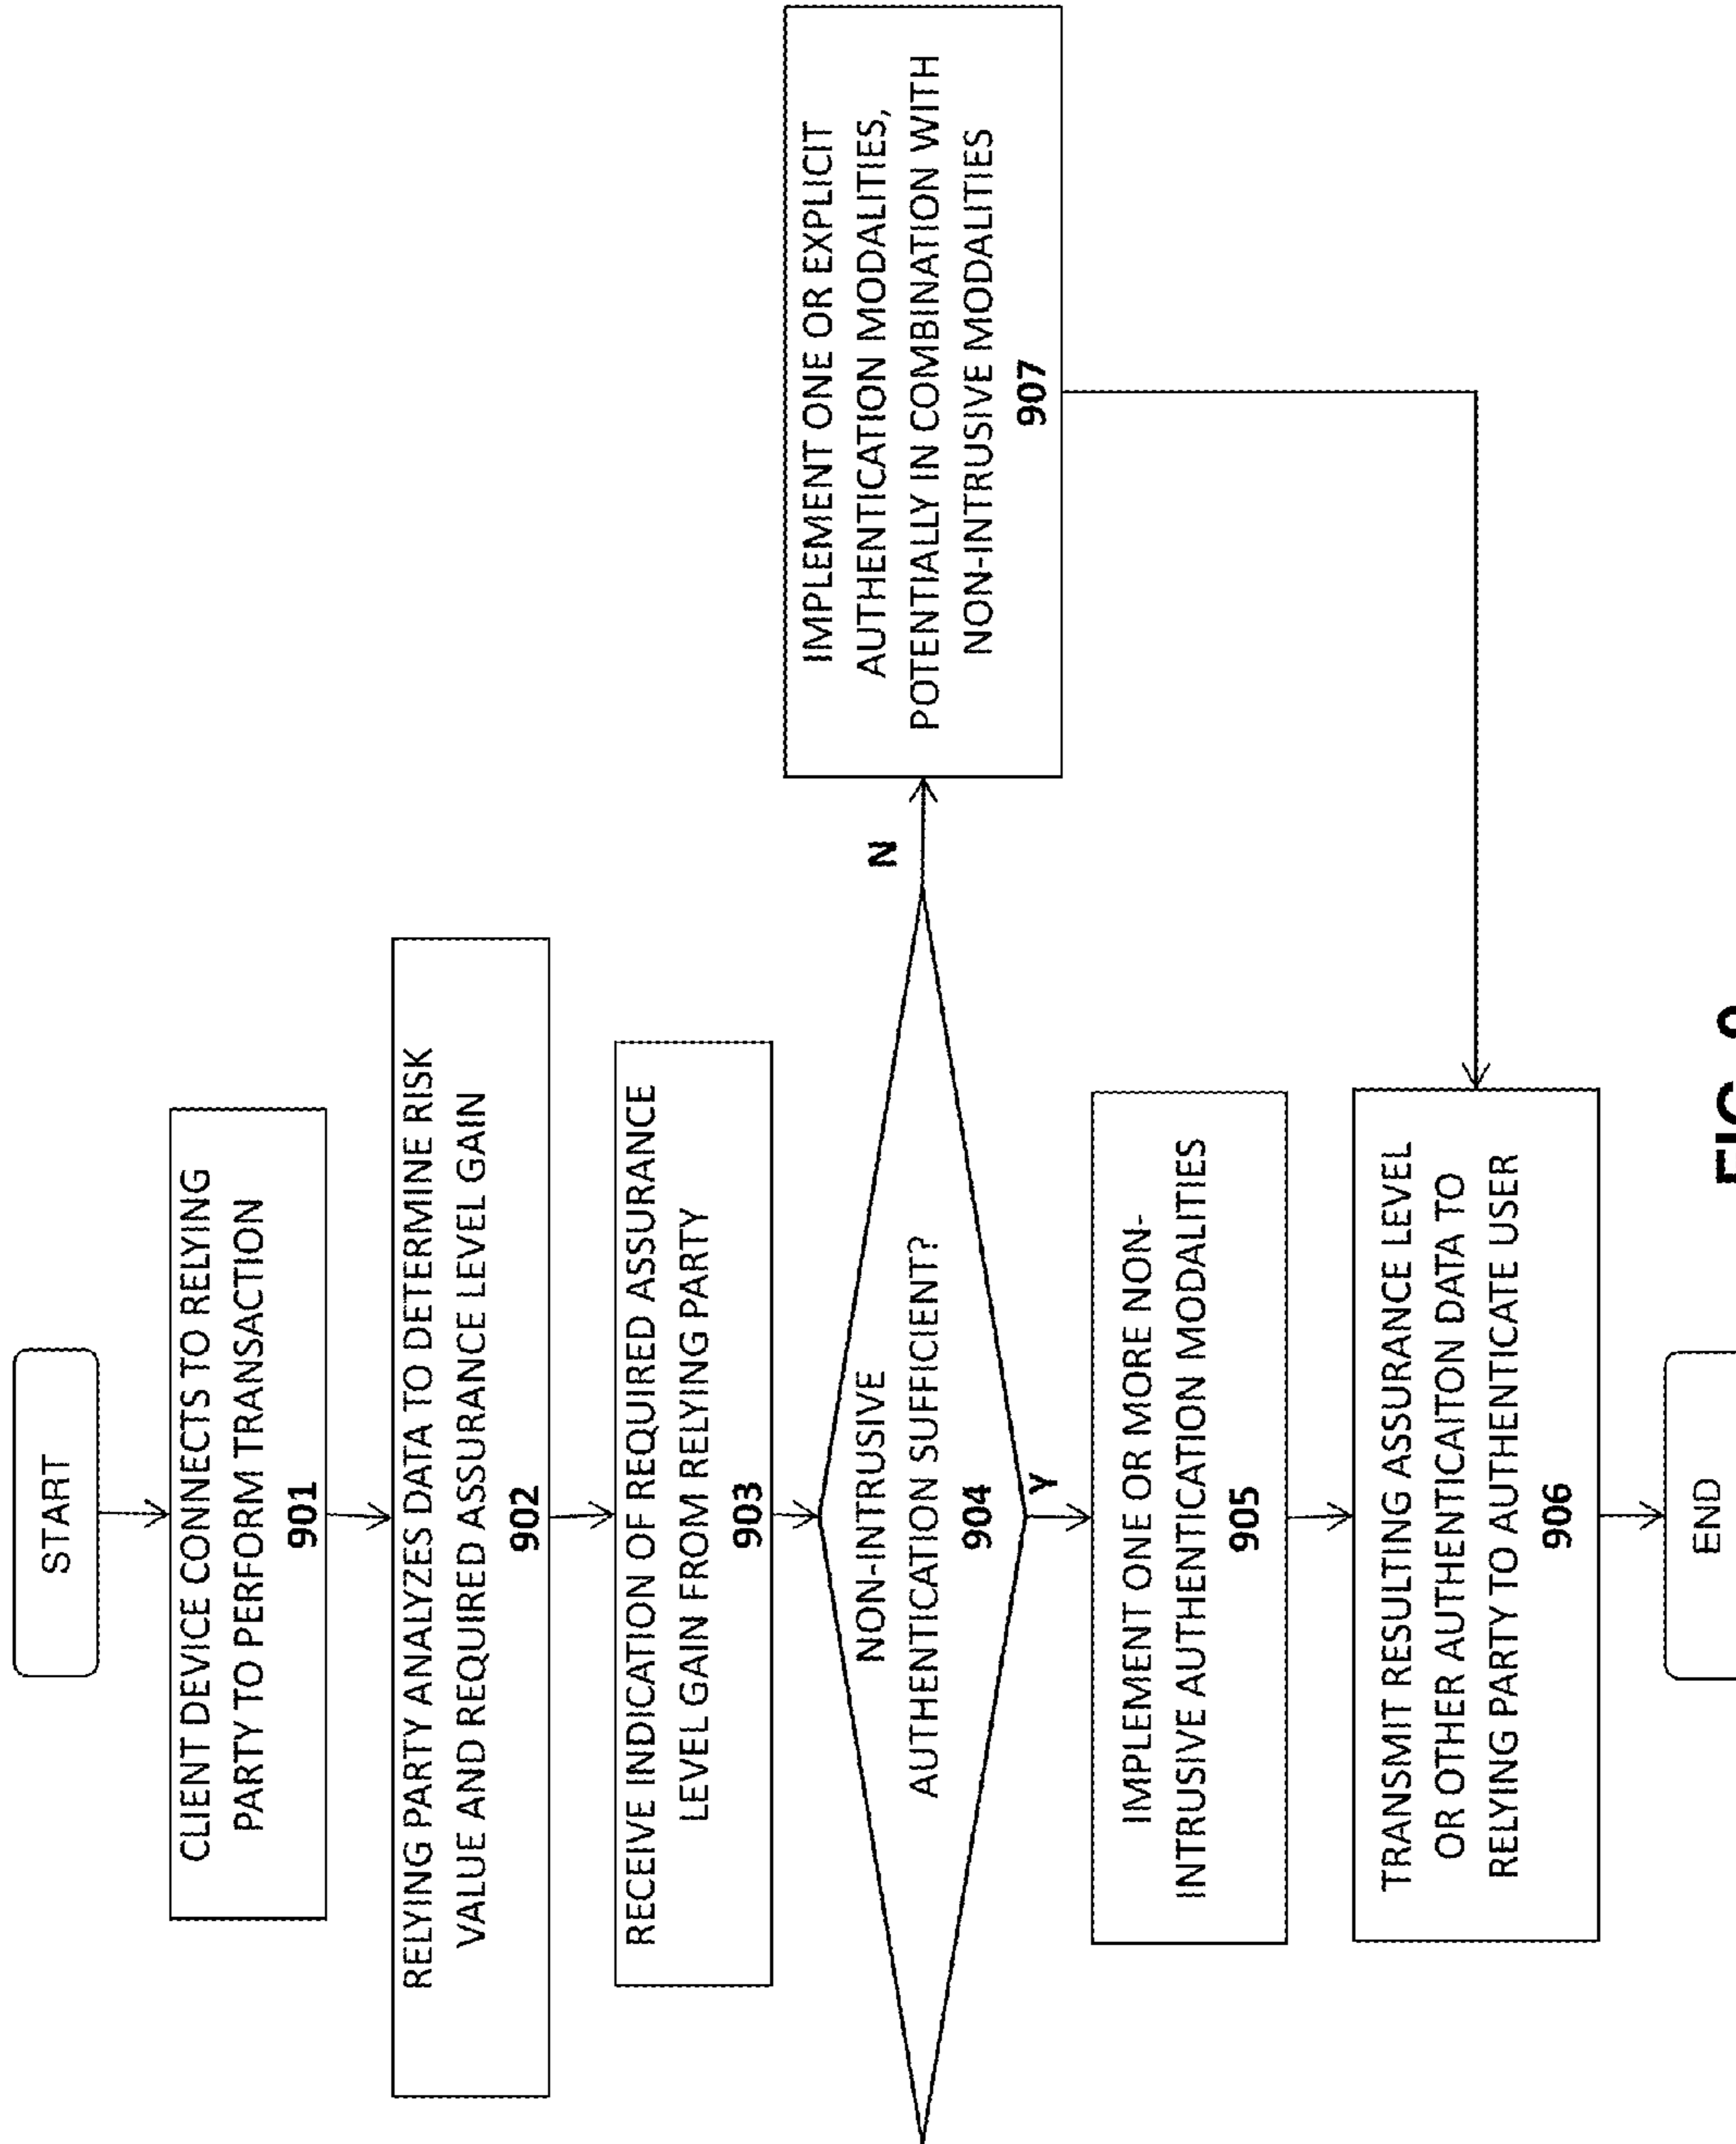 START
CLIENT DEVICE CONNECTS TO RELYING
PARTY TO PERFORM TRANSACTION
901
RELYING PARTY ANALYZES DATA TO DETERMINE RISK
VALUE AND REQUIRED ASSURANCE LEVEL GAIN
902
RECEIVE INDICATION OF REQUIRED ASSURANCE
LEVEL GAIN FROM RELYING PARTY
903
NON-INTRUSIVE
AUTHENTICATION SUFFICIENT?
904
N
IMPLEMENT ONE OR EXPLICIT
AUTHENTICATION MODALITIES,
POTENTIALLY IN COMBINATION WITH
NON-INTRUSIVE MODALITIES
907
Y
IMPLEMENT ONE OR MORE NON-
INTRUSIVE AUTHENTICATION MODALITIES
905
TRANSMIT RESULTING ASSURANCE LEVEL
OR OTHER AUTHENTICAITON DATA TO
RELYING PARTY TO AUTHENTICATE USER
906
END
FIG.